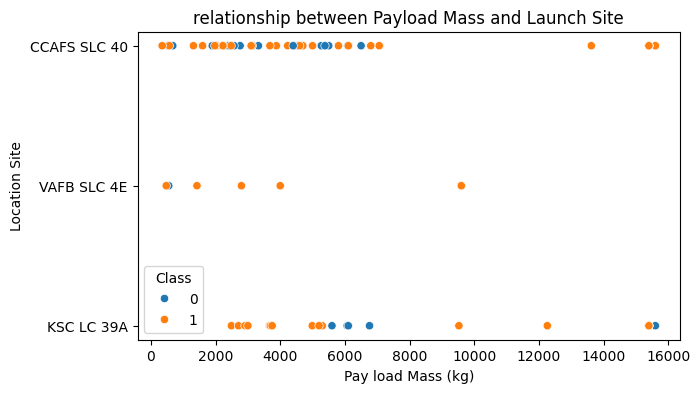 relationship between Payload Mass and Launch Site
CCAFS SLC 40
VAFB SLC 4E
KSC LC 39A
Location Site
Class
0
1
0 2000 4000 6000 8000 10000 12000 14000 16000
Pay load Mass (kg)